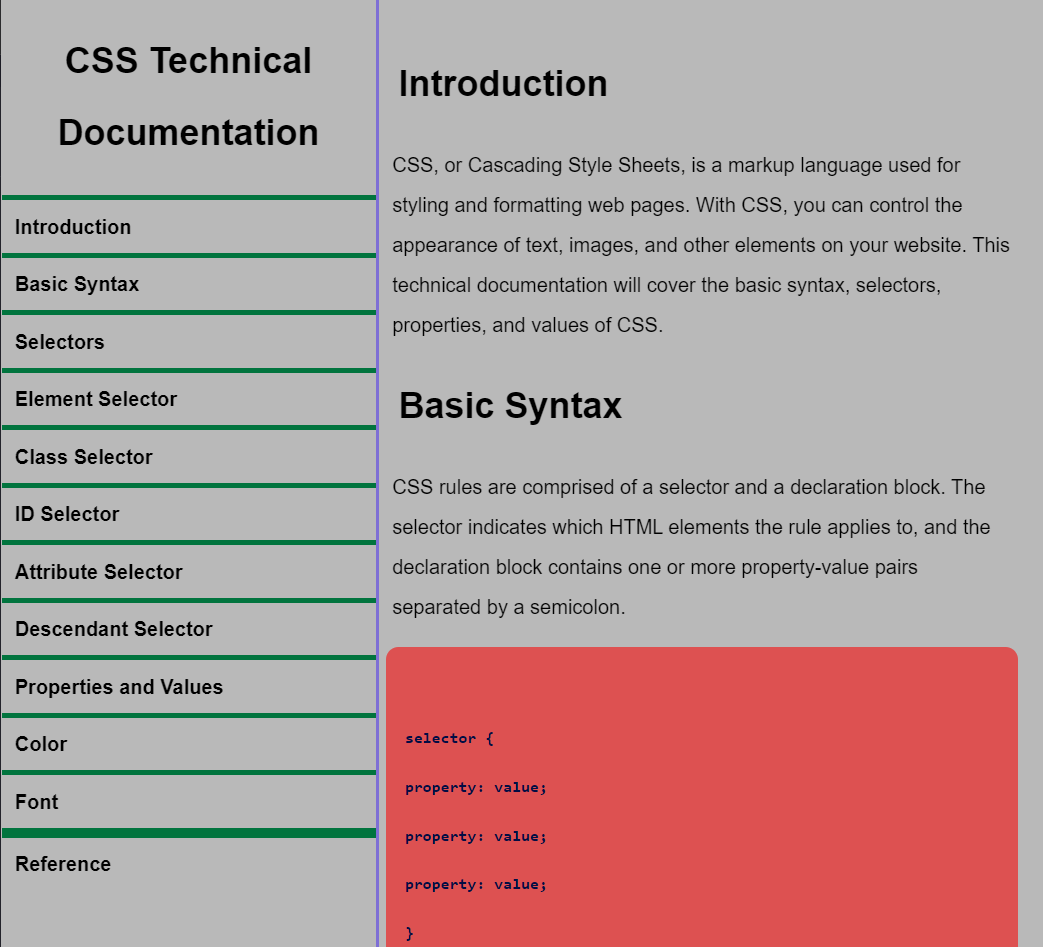 CSS Technical
Documentation
Introduction
Basic Syntax
Selectors
Element Selector
Class Selector
ID Selector
Attribute Selector
Descendant Selector
Properties and Values
Color
Font
Reference
Introduction
CSS, or Cascading Style Sheets, is a markup language used for
styling and formatting web pages. With CSS, you can control the
appearance of text, images, and other elements on your website. This
technical documentation will cover the basic syntax, selectors,
properties, and values of CSS.
Basic Syntax
CSS rules are comprised of a selector and a declaration block. The
selector indicates which HTML elements the rule applies to, and the
declaration block contains one or more property-value pairs
separated by a semicolon.
selector {
property: value;
property: value;
property: value;
}